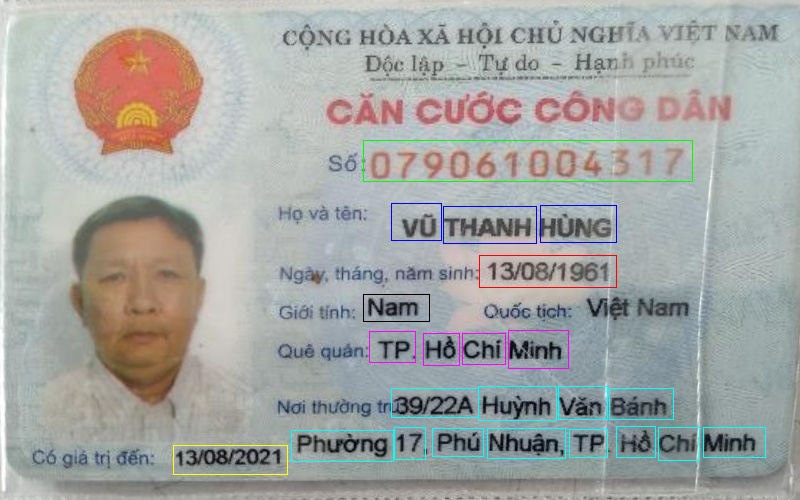 CỘNG HÒA XÃ HỘI CHỦ NGHĨA VIỆT NAM
Độc lập - Tự do - Hạnh phúc
CĂN CƯỚC CÔNG DÂN
Số: 079061004317
Họ và tên: VŨ THANH HÙNG
Ngày, tháng, năm sinh: 13/08/1961
Giới tính: Nam Quốc tịch: Việt Nam
Quê quán: TP. Hồ Chí Minh
Nơi thường trú: 39/22A Huỳnh Văn Bánh
Phường 17, Phú Nhuận, TP. Hồ Chí Minh
Có giá trị đến: 13/08/2021